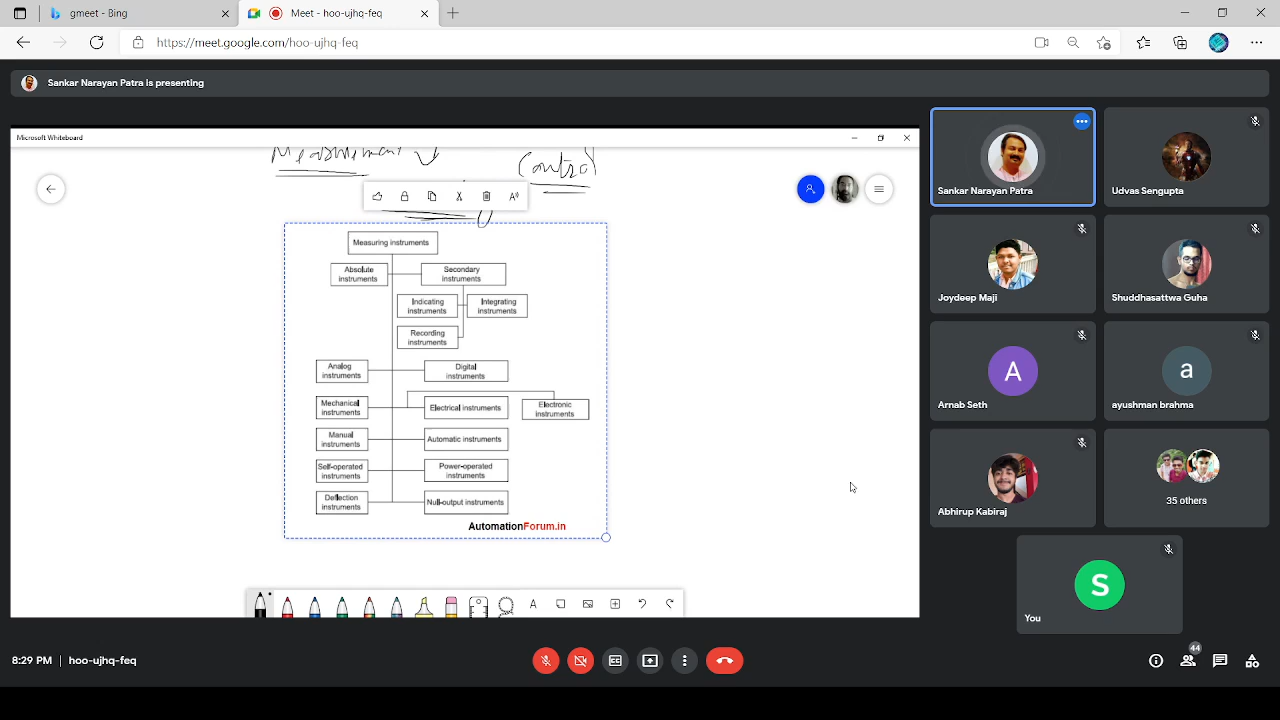 gmeet - Bing
Meet - hoo-ujhq-feq
https://meet.google.com/hoo-ujhq-feq
Sankar Narayan Patra is presenting
Microsoft Whiteboard
Measurement
Control
Measuring instruments
Absolute
instruments
Secondary
instruments
Indicating
instruments
Integrating
instruments
Recording
instruments
Analog
instruments
Digital
instruments
Mechanical
instruments
Electrical instruments
Electronic
instruments
Manual
instruments
Automatic instruments
Self-operated
instruments
Power-operated
instruments
Deflection
instruments
Null-output instruments
AutomationForum.in
Sankar Narayan Patra
Udvas Sengupta
Joydeep Maji
Shakdhjasattwa Guha
A
Arnab Seth
a
ayushman brahma
Abhirup Kabiraj
35 others
S
You
8:29 PM | hoo-ujhq-feq
44